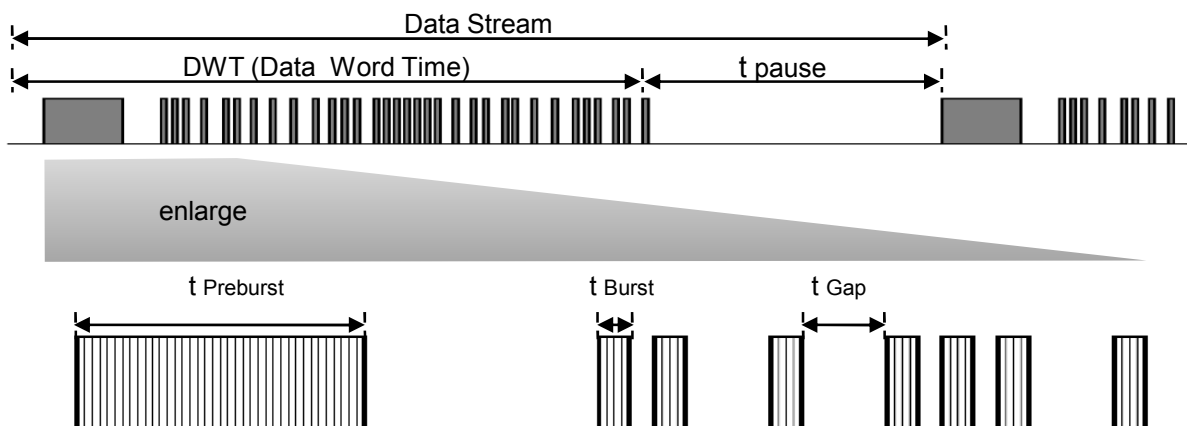 Data Stream
DWT (Data Word Time)
t pause
enlarge
t Preburst
t Burst
t Gap